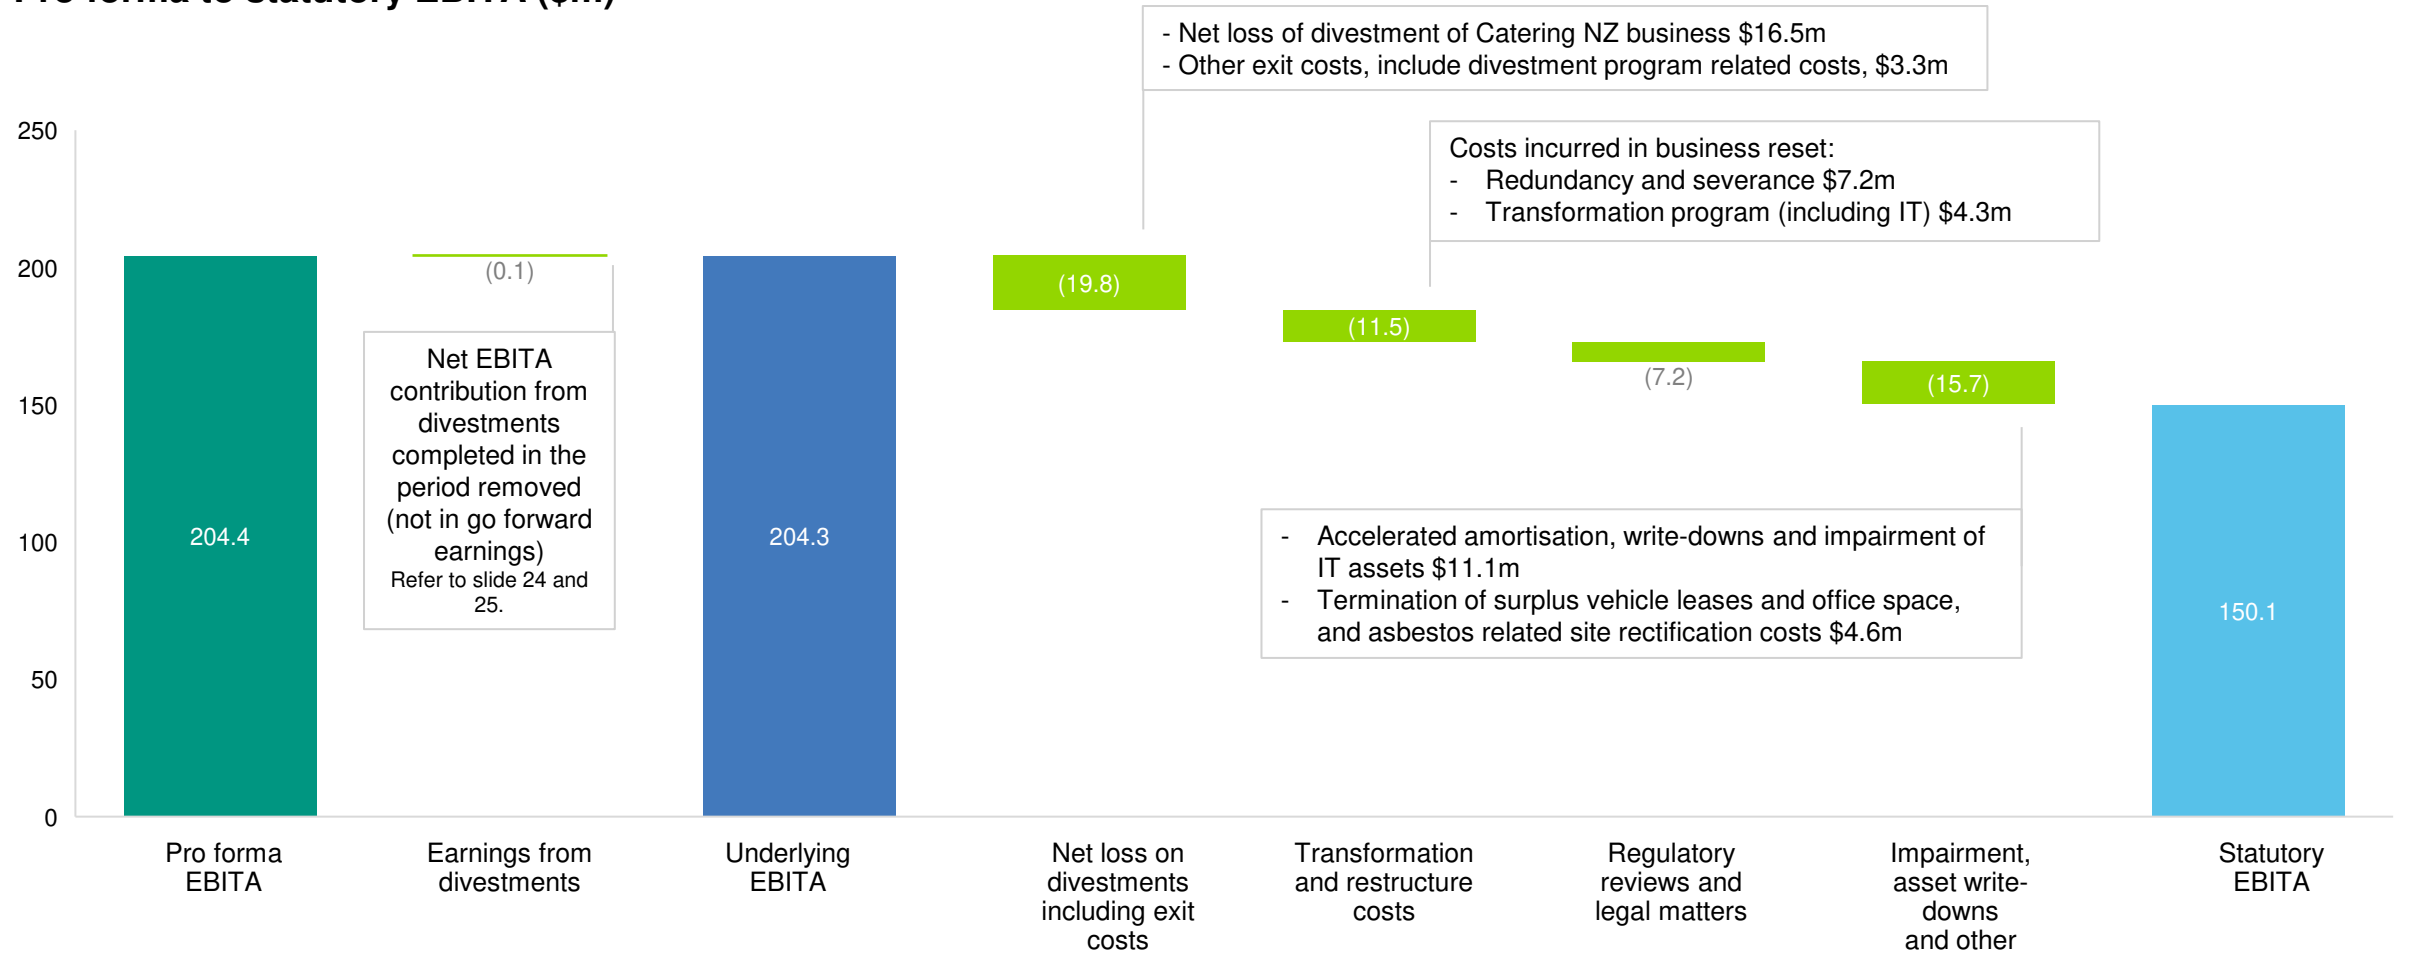 Pro forma to statutory EBITA ($m)
- Net loss of divestment of Catering NZ business $16.5m
- Other exit costs, include divestment program related costs, $3.3m
Costs incurred in business reset:
- Redundancy and severance $7.2m
- Transformation program (including IT) $4.3m
250
200
150
100
50
0
204.4
(0.1)
Net EBITA
contribution from
divestments
completed in the
period removed
(not in go forward
earnings)
Refer to slide 24 and
25.
204.3
(19.8)
(11.5)
(7.2)
(15.7)
- Accelerated amortisation, write-downs and impairment of
IT assets $11.1m
- Termination of surplus vehicle leases and office space,
and asbestos related site rectification costs $4.6m
150.1
Pro forma
EBITA
Earnings from
divestments
Underlying
EBITA
Net loss on
divestments
including exit
costs
Transformation
and restructure
costs
Regulatory
reviews and
legal matters
Impairment,
asset write-
downs
and other
Statutory
EBITA